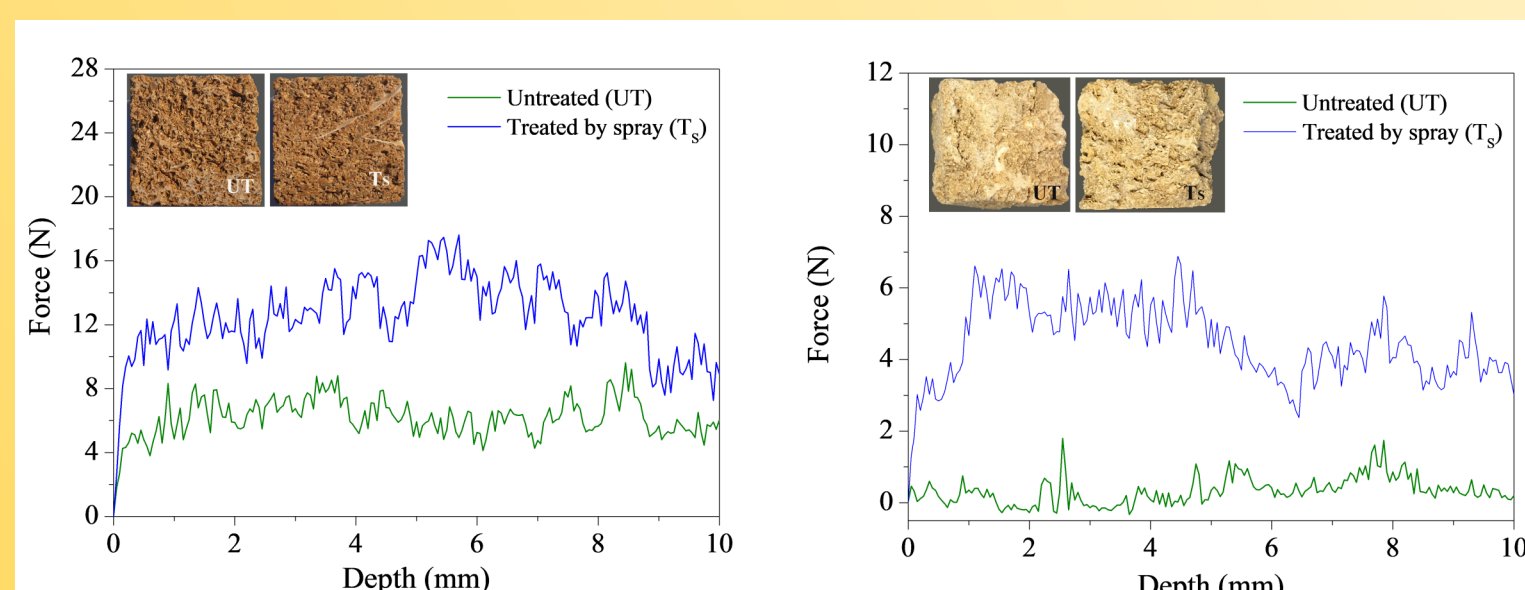 28
24
20
16
12
8
4
0
Force (N)
Untreated (UT)
Treated by spray (Tₛ)
UT
Ts
0 2 4 6 8 10
Depth (mm)
12
10
8
6
4
2
0
Force (N)
Untreated (UT)
Treated by spray (Tₛ)
UT
Ts
0 2 4 6 8 10
Depth (mm)